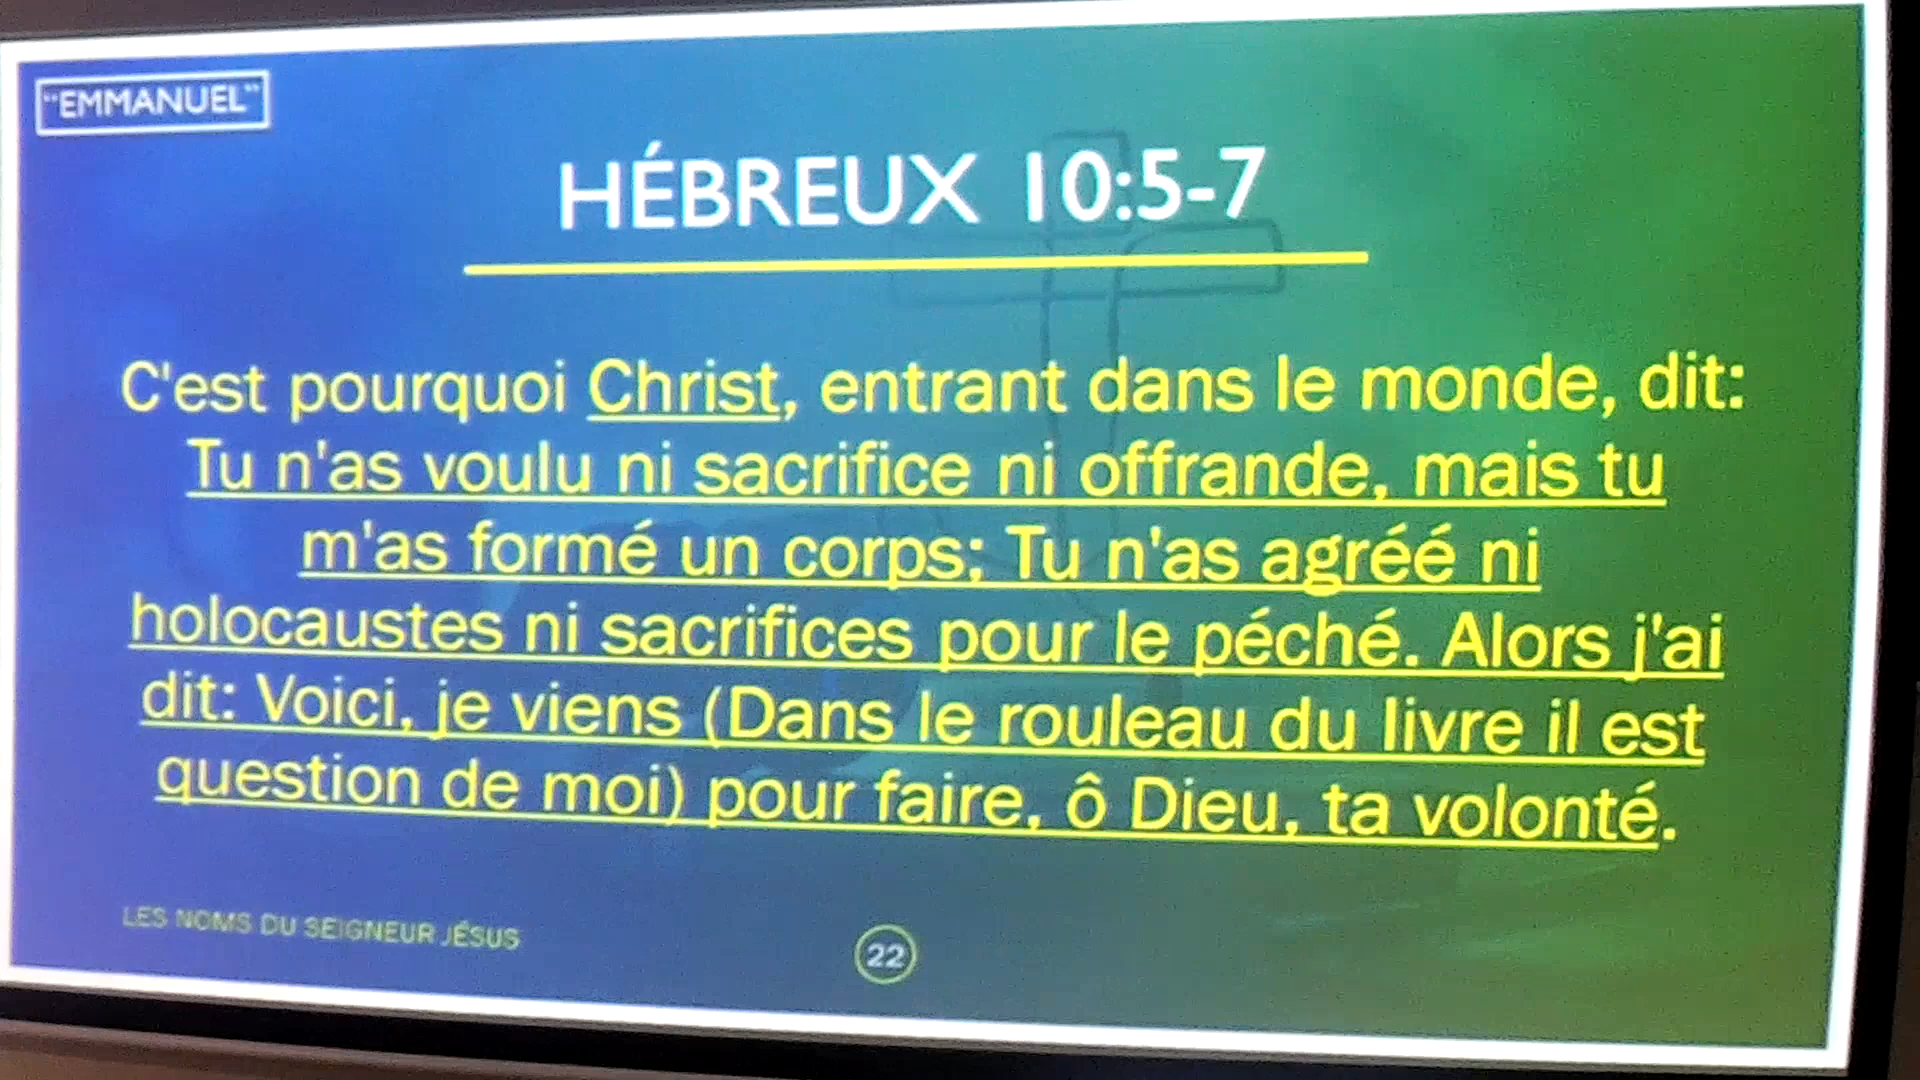 "EMMANUEL"
HÉBREUX 10:5-7
C'est pourquoi Christ, entrant dans le monde, dit:
Tu n'as voulu ni sacrifice ni offrande, mais tu
m'as formé un corps; Tu n'as agréé ni
holocaustes ni sacrifices pour le péché. Alors j'ai
dit: Voici, je viens (Dans le rouleau du livre il est
question de moi) pour faire, ô Dieu, ta volonté.
LES NOMS DU SEIGNEUR JÉSUS
22